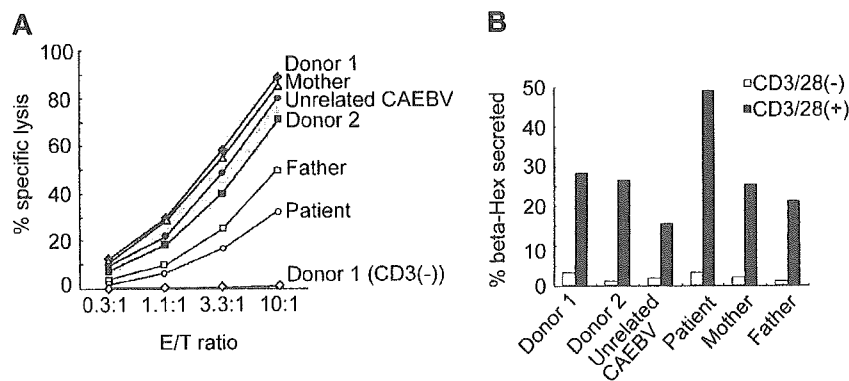 A
% specific lysis
100
80
60
40
20
0
Donor 1
Mother
Unrelated CAEBV
Donor 2
Father
Patient
Donor 1 (CD3(-))
0.3:1 1.1:1 3.3:1 10:1
E/T ratio
B
% beta-Hex secreted
50
40
30
20
10
0
CD3/28(-)
CD3/28(+)
Donor 1
Donor 2
Unrelated
CAEBV
Patient
Mother
Father